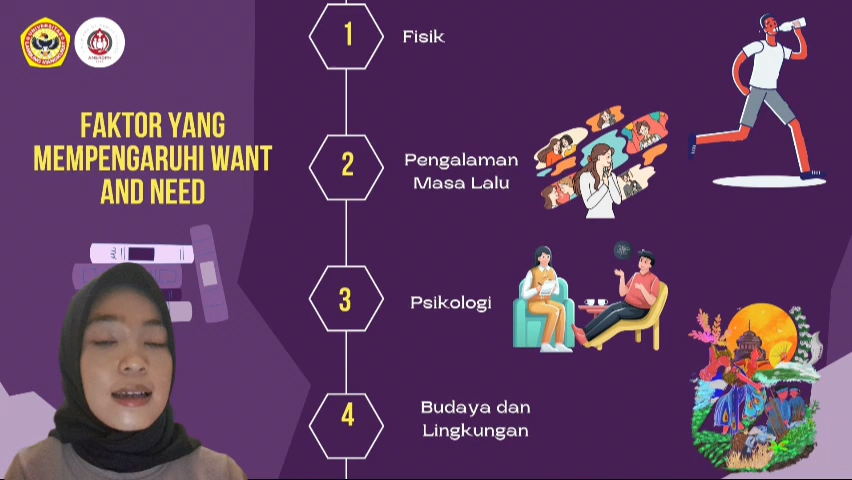 FAKTOR YANG
MEMPENGARUHI WANT
AND NEED
1
Fisik
2
Pengalaman
Masa Lalu
3
Psikologi
4
Budaya dan
Lingkungan